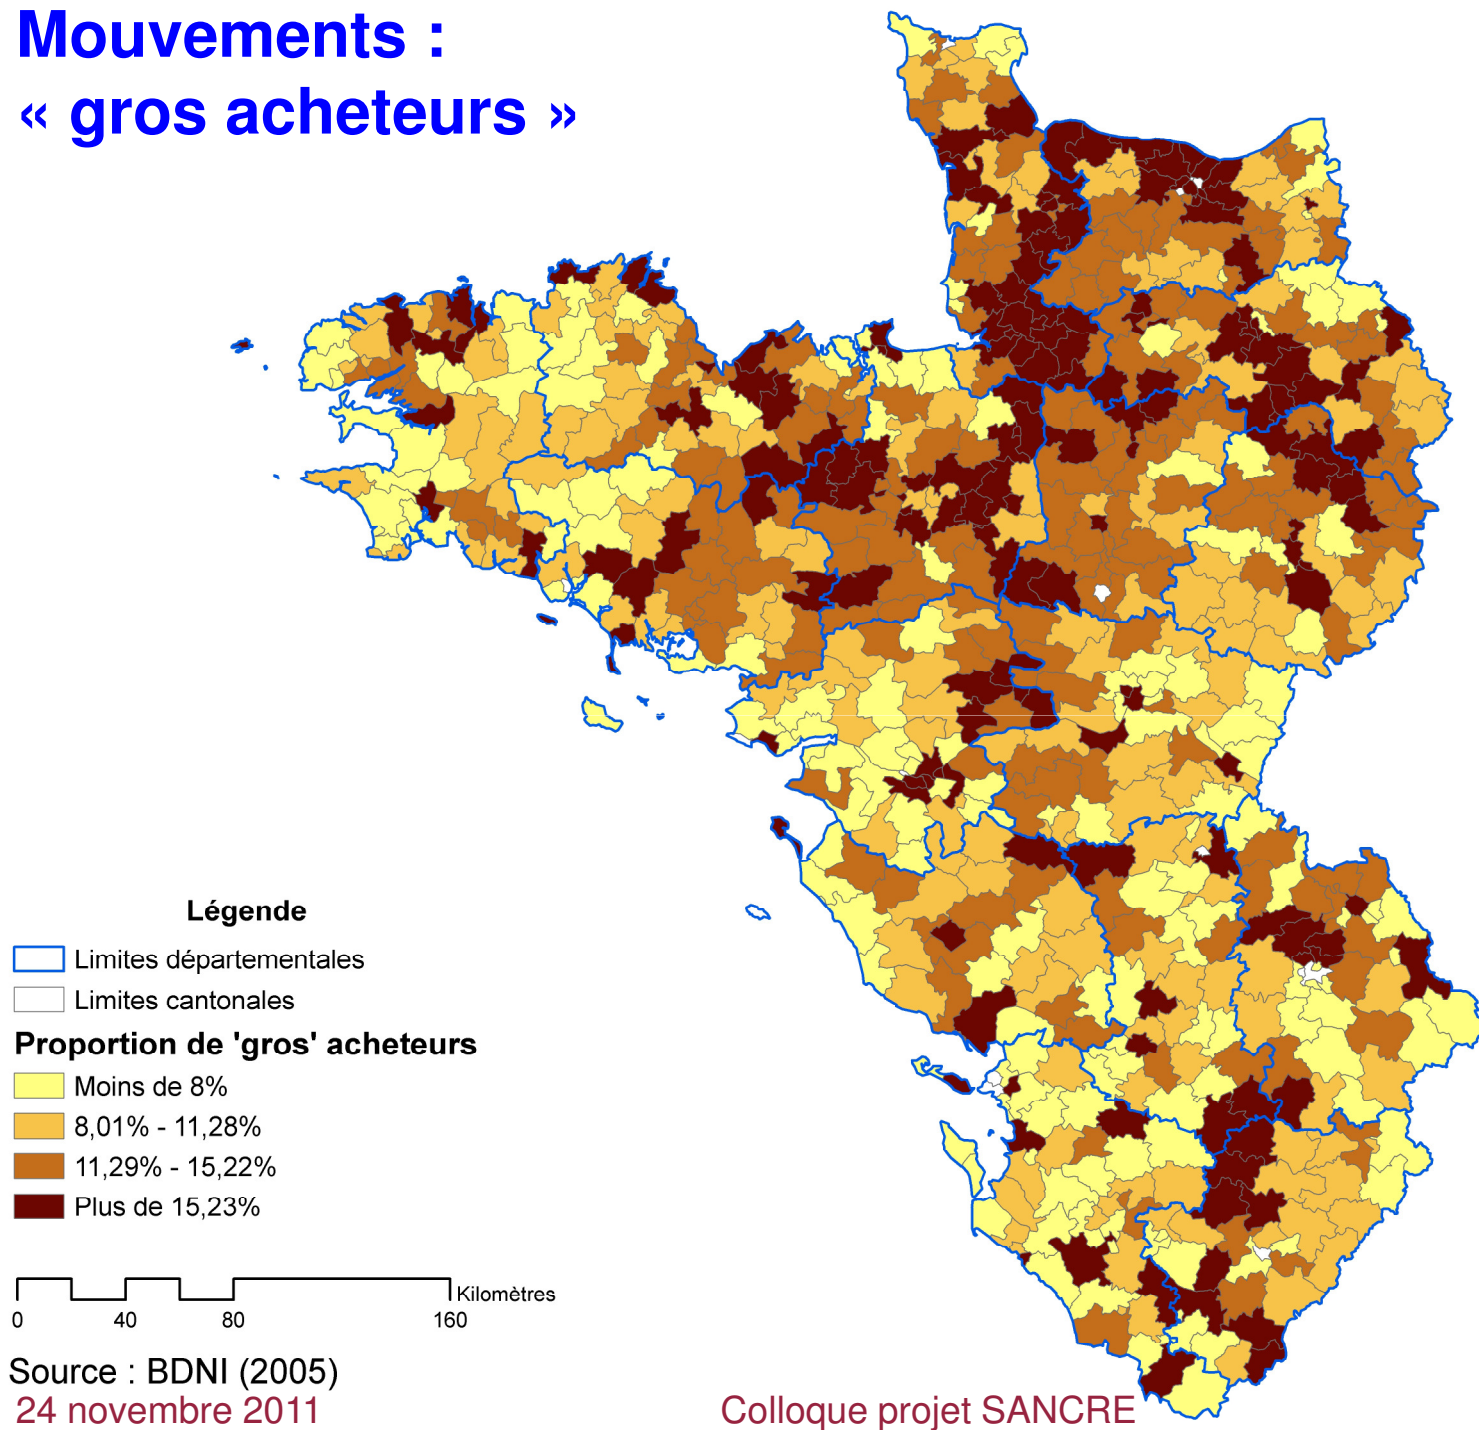 Mouvements :
« gros acheteurs »
Légende
Limites départementales
Limites cantonales
Proportion de 'gros' acheteurs
Moins de 8%
8,01% - 11,28%
11,29% - 15,22%
Plus de 15,23%
Kilomètres
0 40 80 160
Source : BDNI (2005)
24 novembre 2011
Colloque projet SANCRE